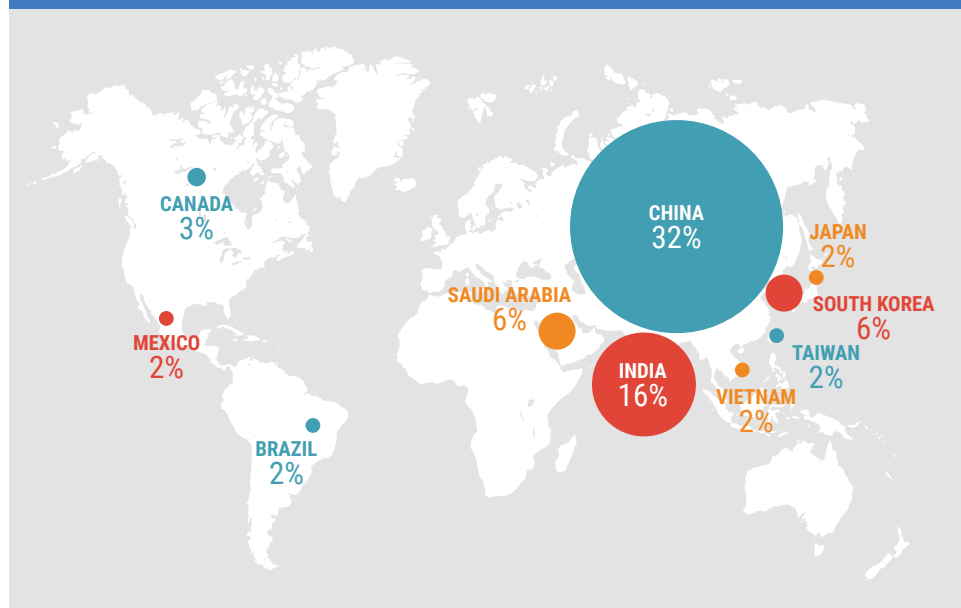 CANADA
3%
MEXICO
2%
BRAZIL
2%
SAUDI ARABIA
6%
CHINA
32%
INDIA
16%
JAPAN
2%
SOUTH KOREA
6%
TAIWAN
2%
VIETNAM
2%